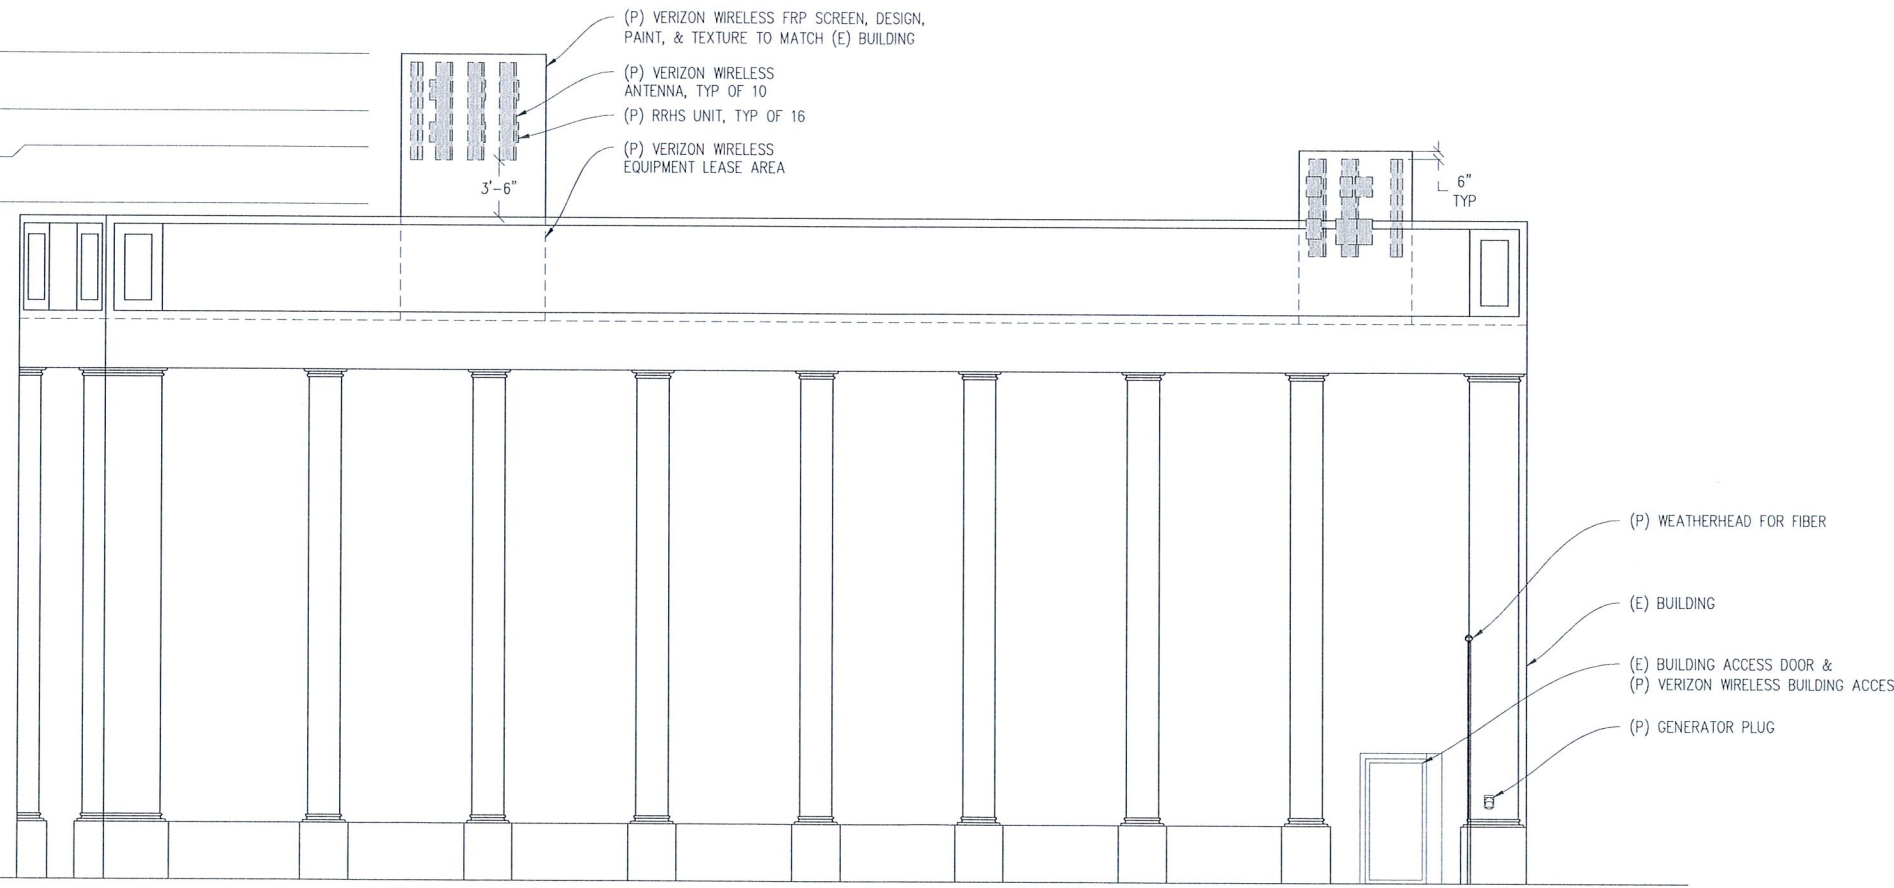 (P) VERIZON WIRELESS FRP SCREEN, DESIGN,
PAINT, & TEXTURE TO MATCH (E) BUILDING
(P) VERIZON WIRELESS
ANTENNA, TYP OF 10
(P) RRHS UNIT, TYP OF 16
(P) VERIZON WIRELESS
EQUIPMENT LEASE AREA
3'-6"
6"
TYP
(P) WEATHERHEAD FOR FIBER
(E) BUILDING
(E) BUILDING ACCESS DOOR &
(P) VERIZON WIRELESS BUILDING ACCES
(P) GENERATOR PLUG